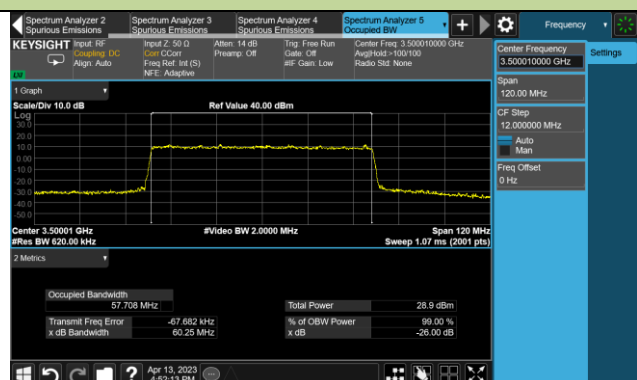 Spectrum Analyzer 2
Spurious Emissions
Spectrum Analyzer 3
Spurious Emissions
Spectrum Analyzer 4
Spurious Emissions
Spectrum Analyzer 5
Occupied BW
Frequency
KEYSIGHT
Input: RF
Coupling: DC
Align: Auto
Input Z: 50 Ω
Corr CCorr
Freq Ref: Int (S)
NFE: Adaptive
Atten: 14 dB
Preamp: Off
Trig: Free Run
Gate: Off
#IF Gain: Low
Center Freq: 3.500010000 GHz
Avg|Hold:>100/100
Radio Std: None
Center Frequency
3.500010000 GHz
Settings
Span
120.00 MHz
CF Step
12.000000 MHz
Auto
Man
Freq Offset
0 Hz
1 Graph
Scale/Div 10.0 dB
Ref Value 40.00 dBm
Log
30.0
20.0
10.0
0.00
-10.0
-20.0
-30.0
-40.0
-50.0
Center 3.50001 GHz
#Video BW 2.0000 MHz
Span 120 MHz
#Res BW 620.00 kHz
Sweep 1.07 ms (2001 pts)
2 Metrics
Occupied Bandwidth
57.708 MHz
Total Power 28.9 dBm
Transmit Freq Error -67.682 kHz
% of OBW Power 99.00 %
x dB Bandwidth 60.25 MHz
x dB -26.00 dB
Apr 13, 2023
4:52:13 PM